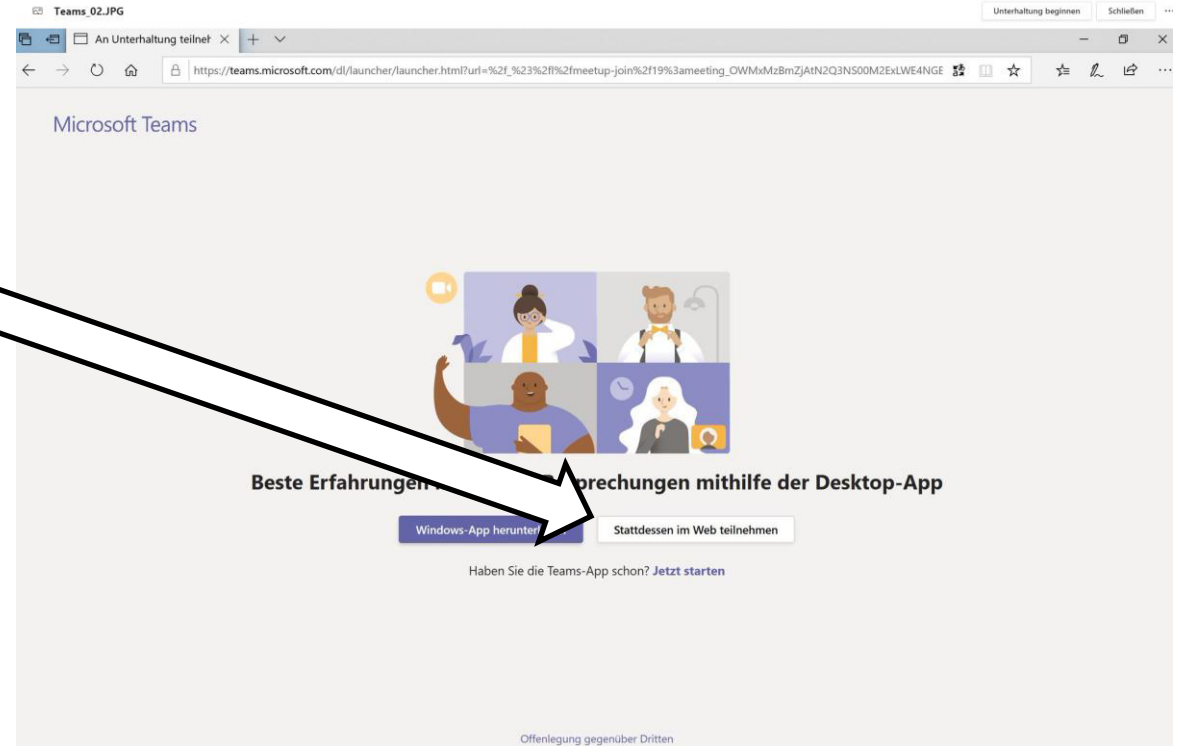 Teams_02.JPG
Unterhaltung beginnen Schließen
An Unterhaltung teilneh
https://teams.microsoft.com/dl/launcher/launcher.html?url=%2f_%23%2fl%2fmeetup-join%2f19%3ameeting_OWMxMzBmZjAtN2Q3NS00M2ExLWE4NGE
Microsoft Teams
Beste Erfahrungen mithilfe der Desktop-App
Windows-App Stattdessen im Web teilnehmen
Haben Sie die Teams-App schon? Jetzt starten
Offenlegung gegenüber Dritten